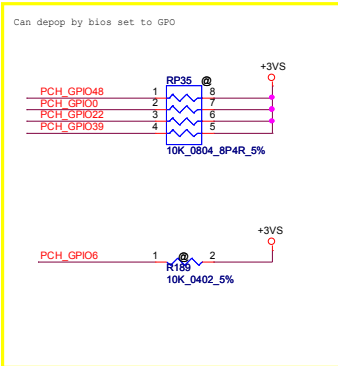 Can depop by bios set to GPO
+3VS
RP35 @
PCH_GPIO48 1 8
PCH_GPIO0 2 7
PCH_GPIO22 3 6
PCH_GPIO39 4 5
10K_0804_8P4R_5%
+3VS
PCH_GPIO6 1 @ 2
R189
10K_0402_5%